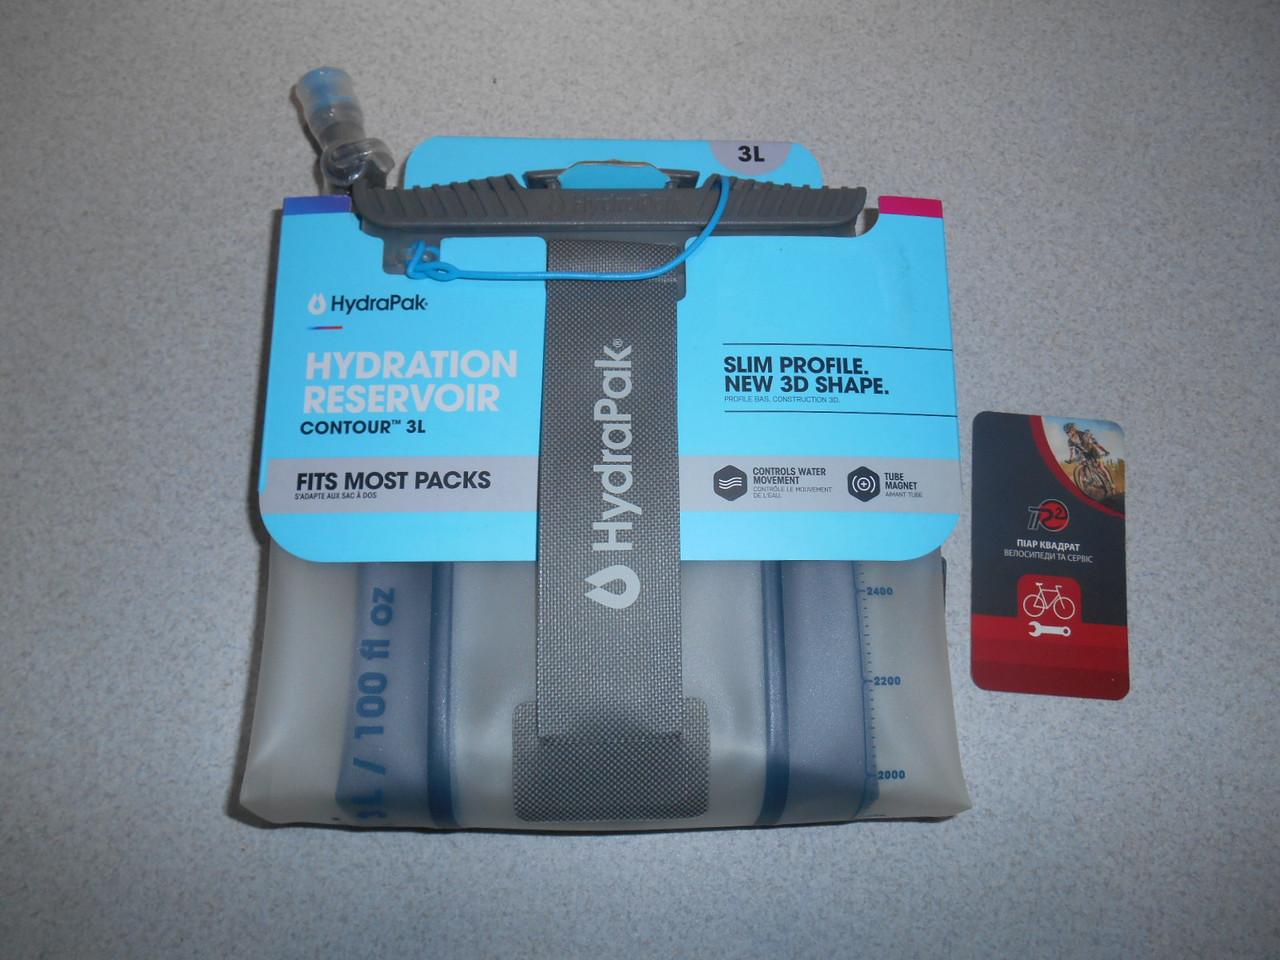 3L
HydraPak
HydraPak
HYDRATION
RESERVOIR
CONTOUR™ 3L
FITS MOST PACKS
S'ADAPTE AUX SAC À DOS
HydraPak®
SLIM PROFILE.
NEW 3D SHAPE.
PROFILE BAS. CONSTRUCTION 3D.
CONTROLS WATER
MOVEMENT
CONTRÔLE LE MOUVEMENT
DE L'EAU.
TUBE
MAGNET
AIMANT TUBE
3L / 100 fl oz
2400
2200
2000
ПІАР КВАДРАТ
ВЕЛОСИПЕДИ ТА СЕРВІС